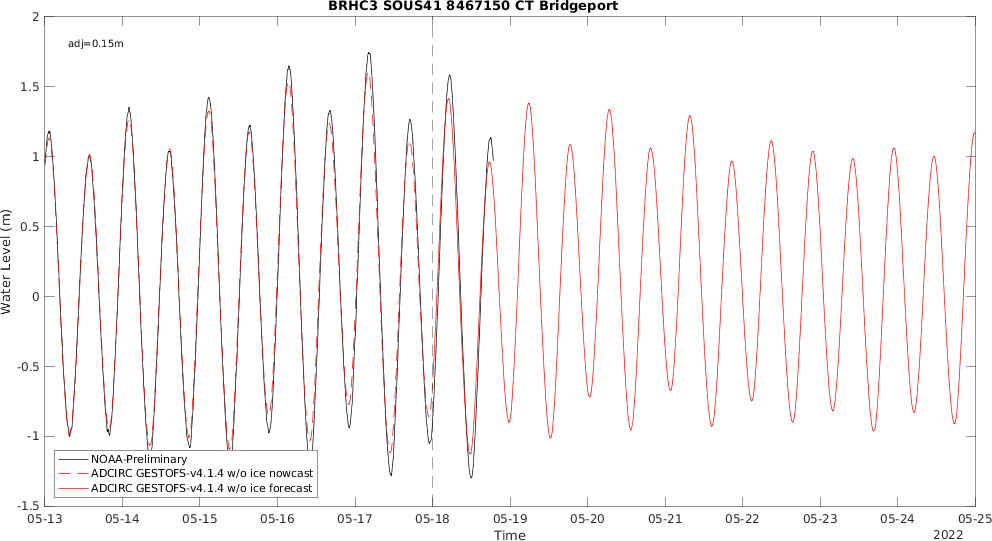 BRHC3 SOUS41 8467150 CT Bridgeport
2
adj=0.15m
1.5
1
0.5
0
-0.5
-1
-1.5
Water Level (m)
NOAA-Preliminary
ADCIRC GESTOFS-v4.1.4 w/o ice nowcast
ADCIRC GESTOFS-v4.1.4 w/o ice forecast
05-13 05-14 05-15 05-16 05-17 05-18 05-19 05-20 05-21 05-22 05-23 05-24 05-25
Time
2022